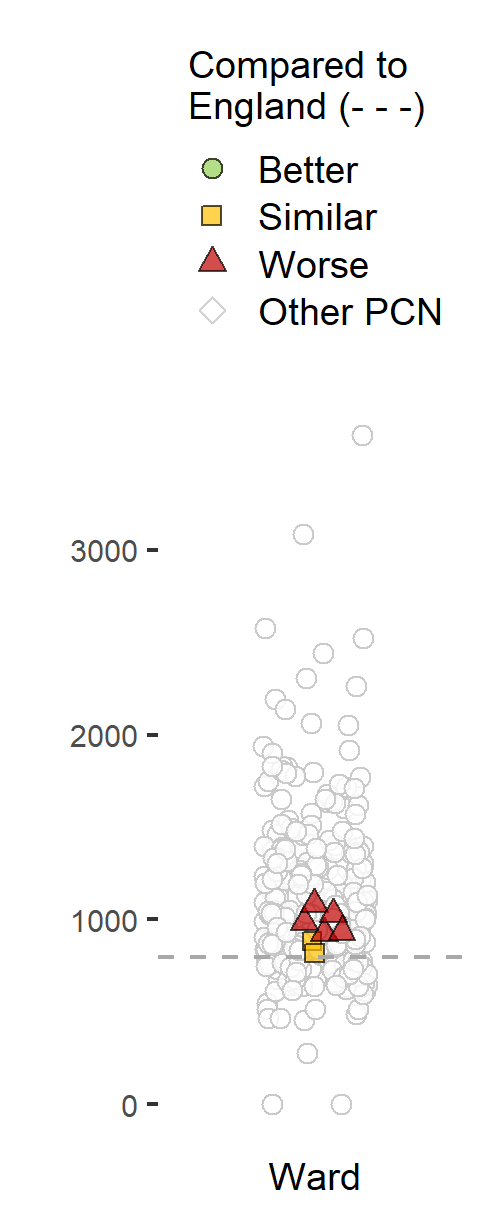 Compared to
England (- - -)
Better
Similar
Worse
Other PCN
3000
2000
1000
0
Ward